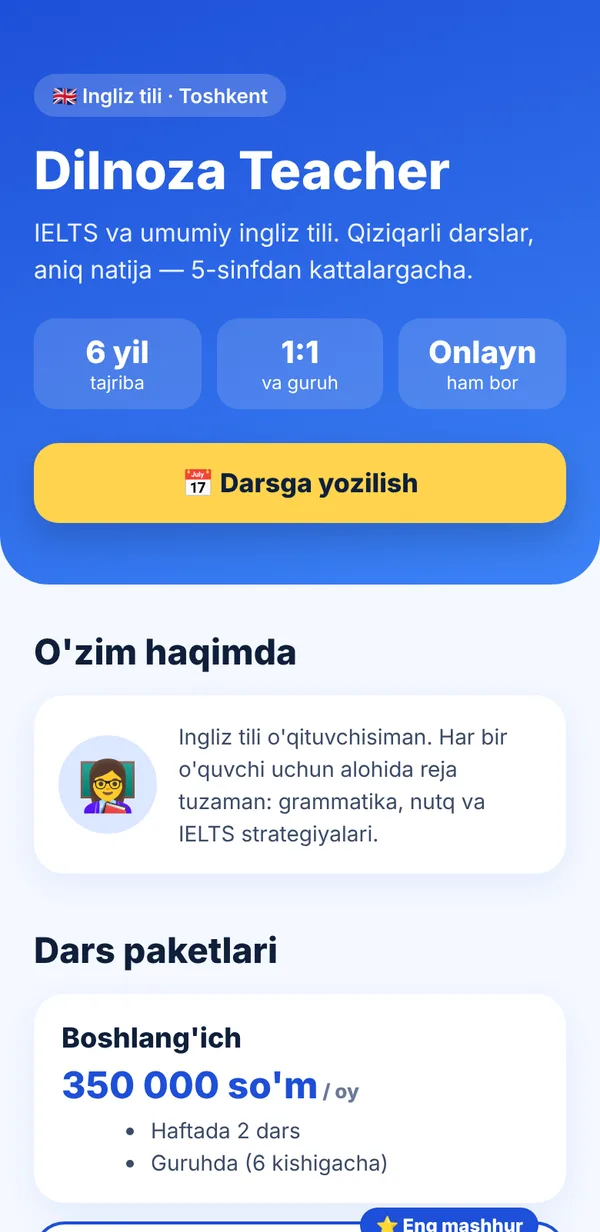 🇬🇧 Ingliz tili · Toshkent
Dilnoza Teacher
IELTS va umumiy ingliz tili. Qiziqarli darslar,
aniq natija — 5-sinfdan kattalargacha.
6 yil
tajriba
1:1
va guruh
Onlayn
ham bor
📅 Darsga yozilish
O'zim haqimda
Ingliz tili o'qituvchisiman. Har bir
o'quvchi uchun alohida reja
tuzaman: grammatika, nutq va
IELTS strategiyalari.
Dars paketlari
Boshlang'ich
350 000 so'm / oy
• Haftada 2 dars
• Guruhda (6 kishigacha)
⭐ Eng mashhur